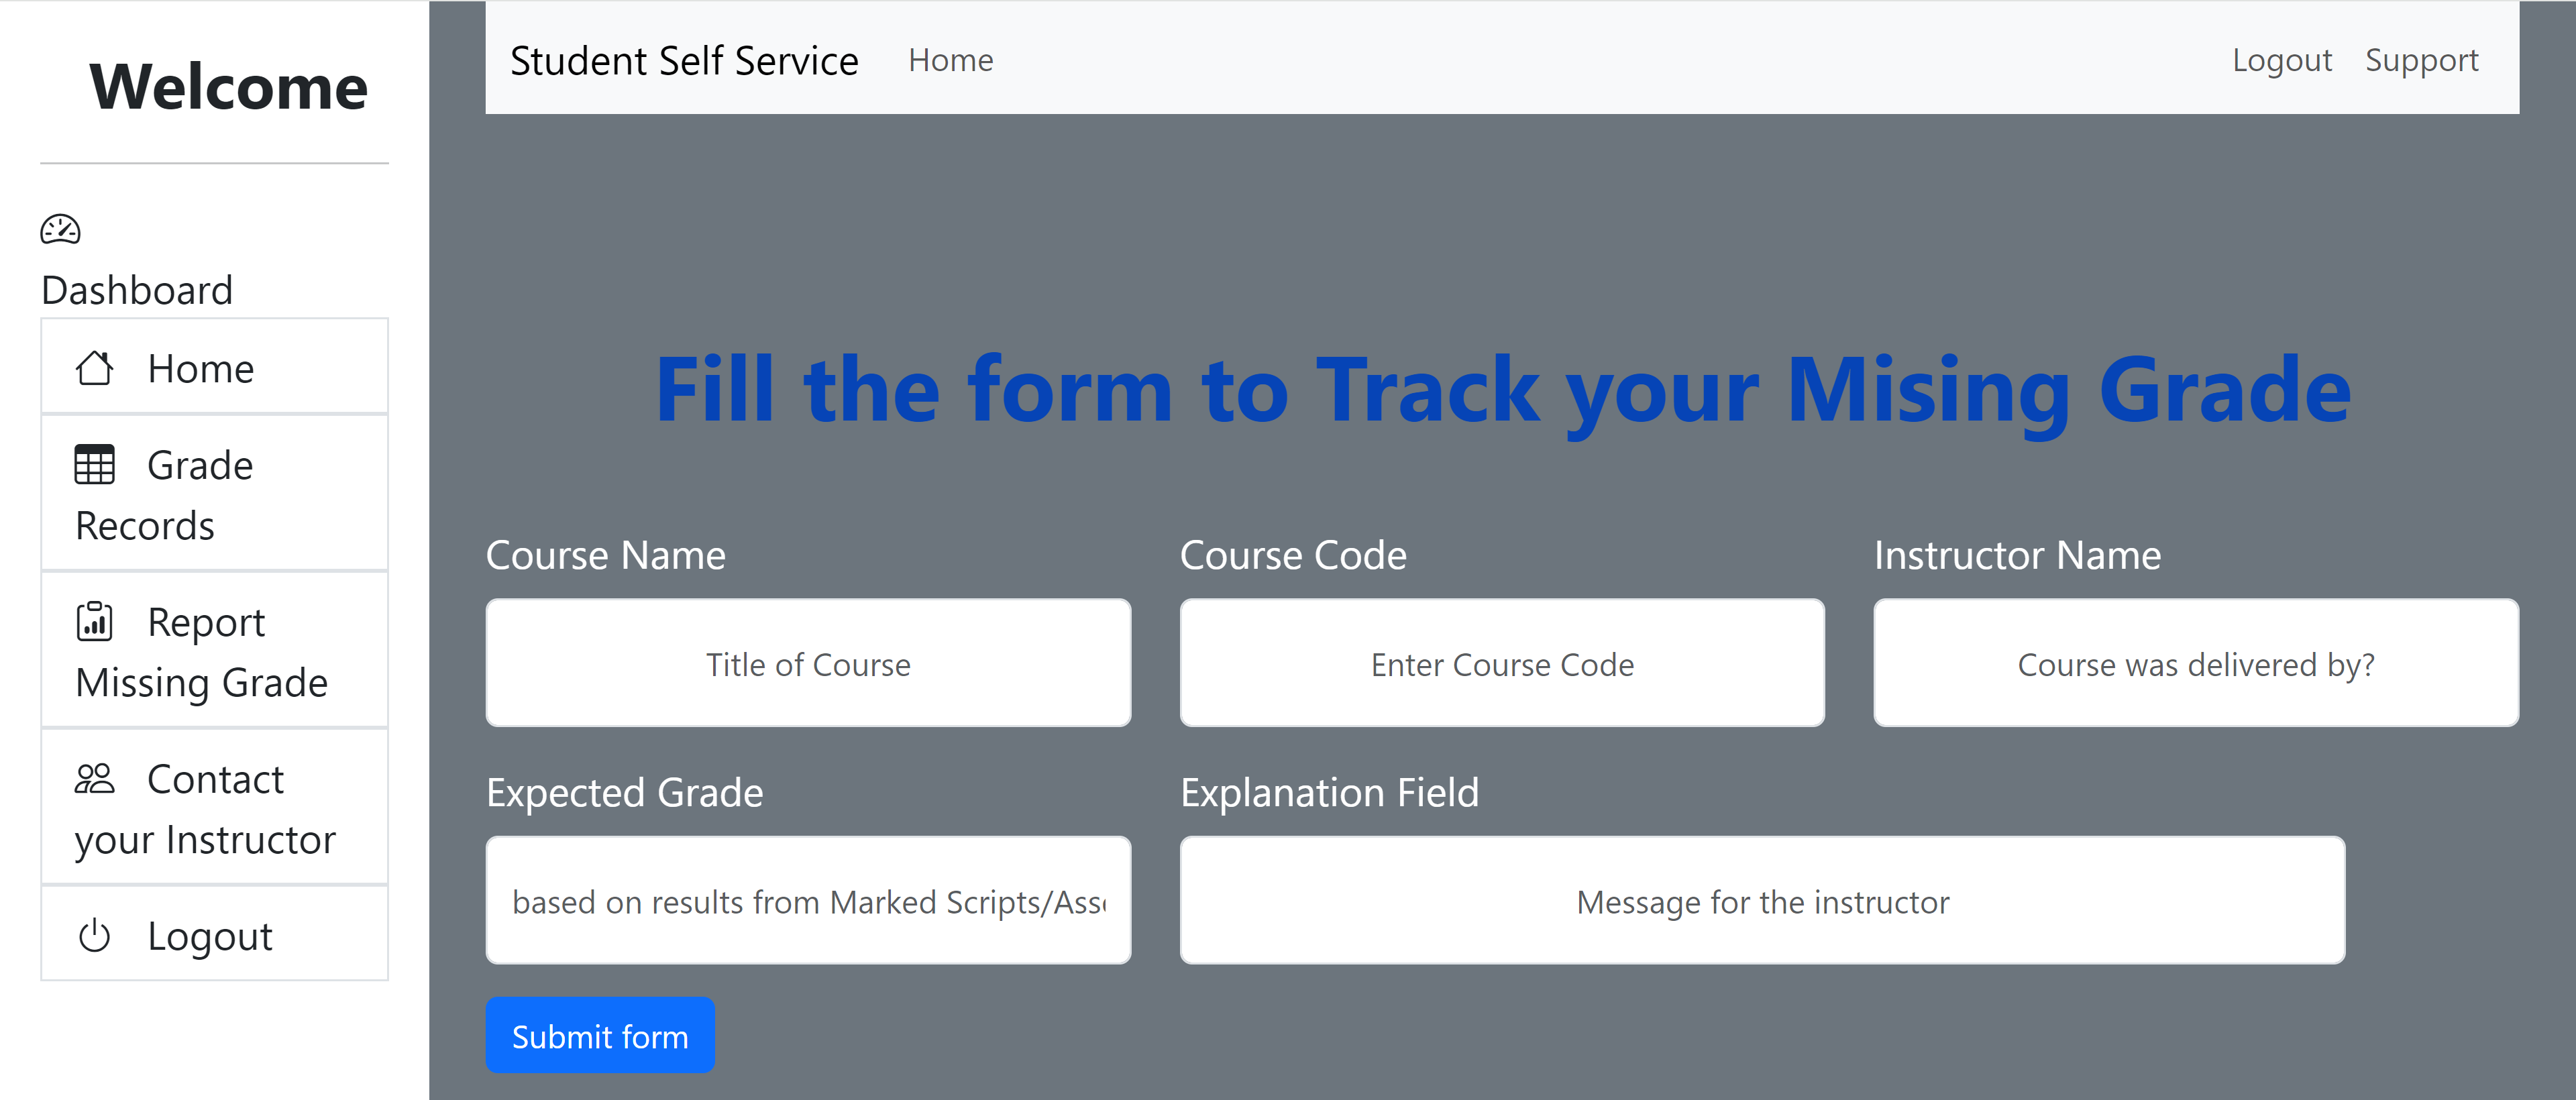 Welcome
Dashboard
Home
Grade
Records
Report
Missing Grade
Contact
your Instructor
Logout
Student Self Service Home Logout Support
Fill the form to Track your Mising Grade
Course Name Course Code Instructor Name
Title of Course Enter Course Code Course was delivered by?
Expected Grade Explanation Field
based on results from Marked Scripts/Ass Message for the instructor
Submit form